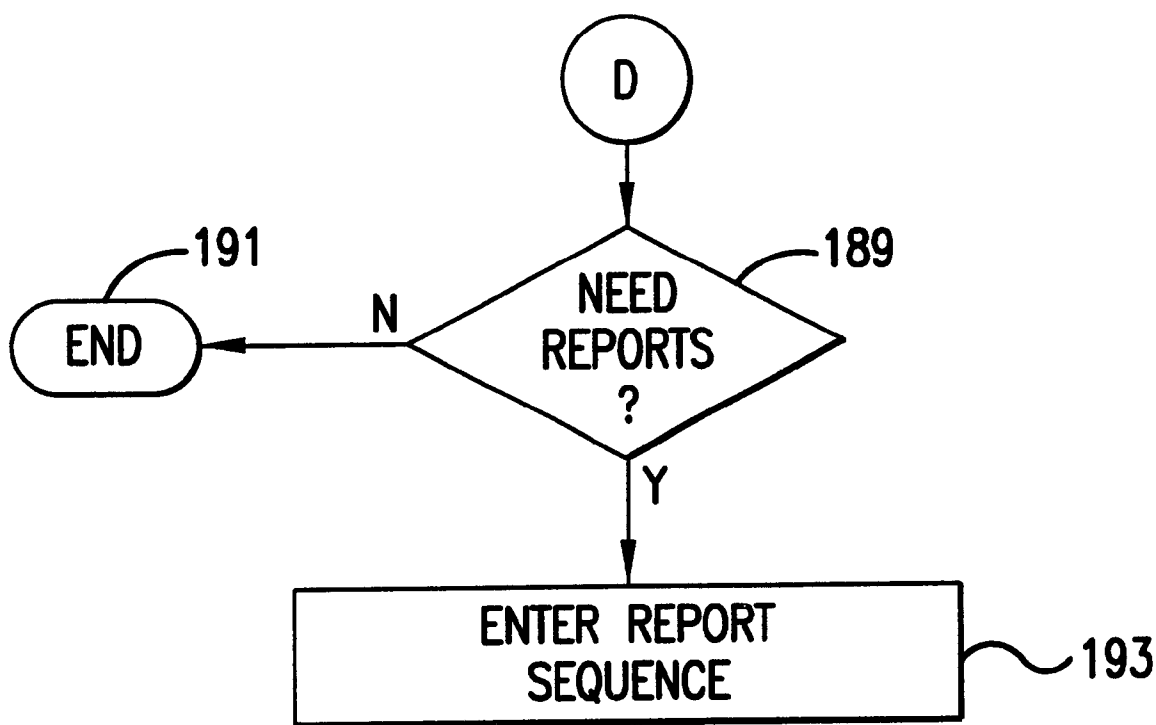 D
191
189
NEED
REPORTS
?
N
END
Y
ENTER REPORT
SEQUENCE
193